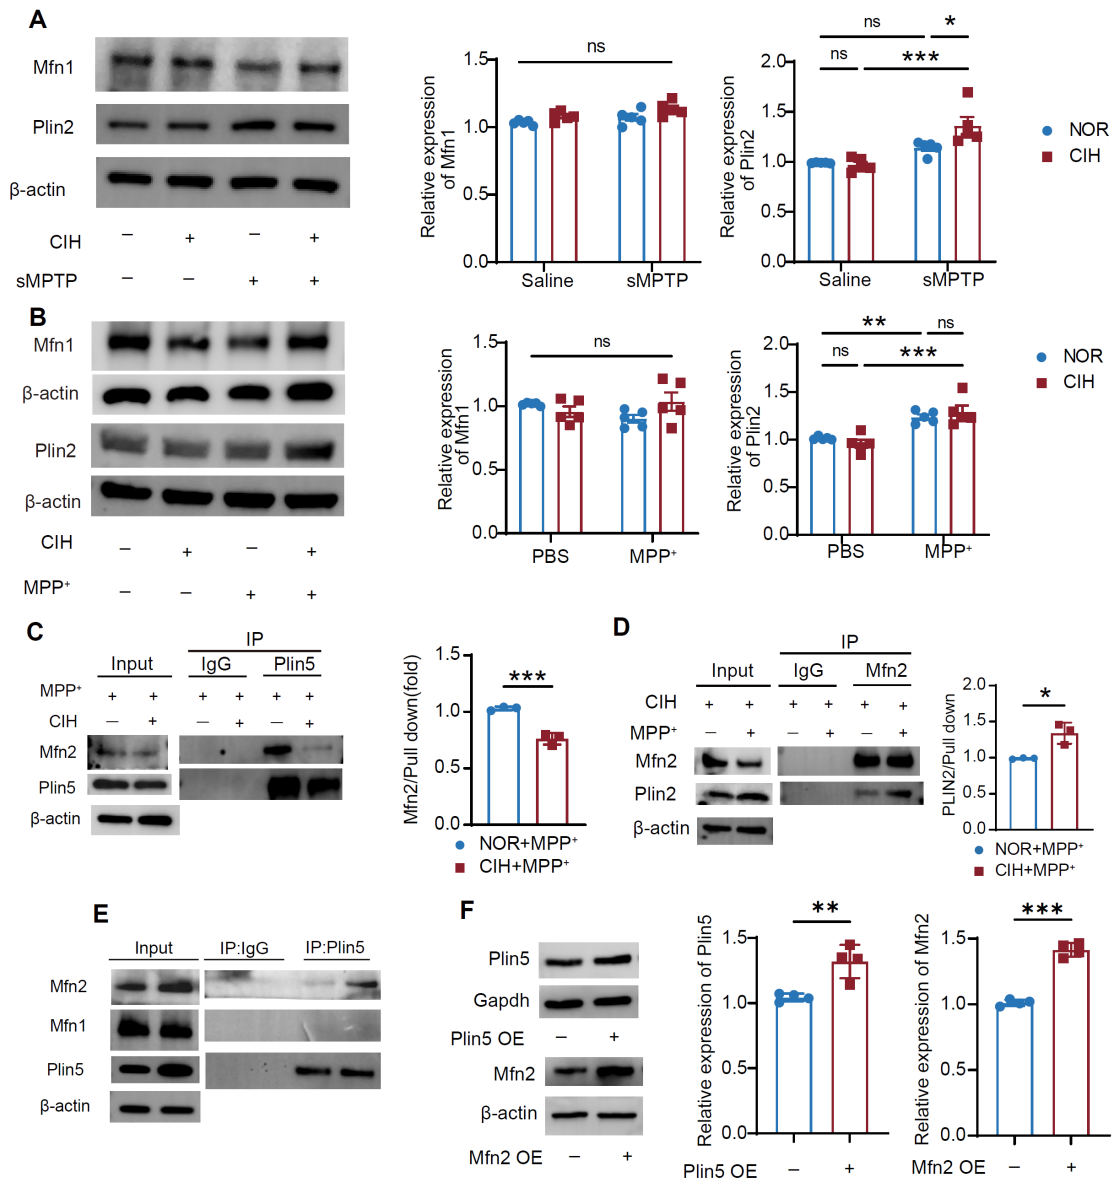 A
Mfn1
Plin2
β-actin
CIH − + − +
sMPTP − − + +
Relative expression
of Mfn1
1.5
1.0
0.5
0.0
ns
Saline sMPTP
Relative expression
of Plin2
2.0
1.5
1.0
0.5
0.0
ns *
ns ***
Saline sMPTP
NOR
CIH
B
Mfn1
β-actin
Plin2
β-actin
CIH − + − +
MPP⁺ − − + +
Relative expression
of Mfn1
1.5
1.0
0.5
0.0
ns
PBS MPP⁺
Relative expression
of Plin2
2.0
1.5
1.0
0.5
0.0
** ns
ns ***
PBS MPP⁺
NOR
CIH
C
IP
Input IgG Plin5
MPP⁺ + + + + + +
CIH − + − + − +
Mfn2
Plin5
β-actin
Mfn2/Pull down(fold)
1.5
1.0
0.5
0.0
***
NOR+MPP⁺
CIH+MPP⁺
D
IP
Input IgG Mfn2
CIH + + + + + +
MPP⁺ − + − + − +
Mfn2
Plin2
β-actin
PLIN2/Pull down
2.0
1.5
1.0
0.5
0.0
*
NOR+MPP⁺
CIH+MPP⁺
E
Input IP:IgG IP:Plin5
Mfn2
Mfn1
Plin5
β-actin
F
Plin5
Gapdh
Plin5 OE − +
Mfn2
β-actin
Mfn2 OE − +
Relative expression of Plin5
1.5
1.0
0.5
0.0
**
Plin5 OE − +
Relative expression of Mfn2
1.5
1.0
0.5
0.0
***
Mfn2 OE − +